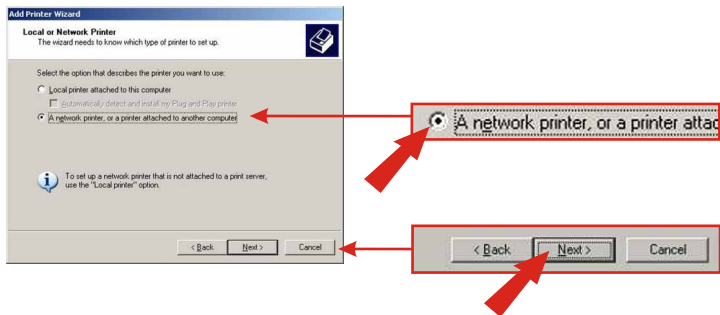 Add Printer Wizard
Local or Network Printer
The wizard needs to know which type of printer to set up.
Select the option that describes the printer you want to use:
Local printer attached to this computer
Automatically detect and install my Plug and Play printer
A network printer, or a printer attached to another computer
A network printer, or a printer attac
To set up a network printer that is not attached to a print server,
use the "Local printer" option.
< Back Next > Cancel
< Back Next > Cancel